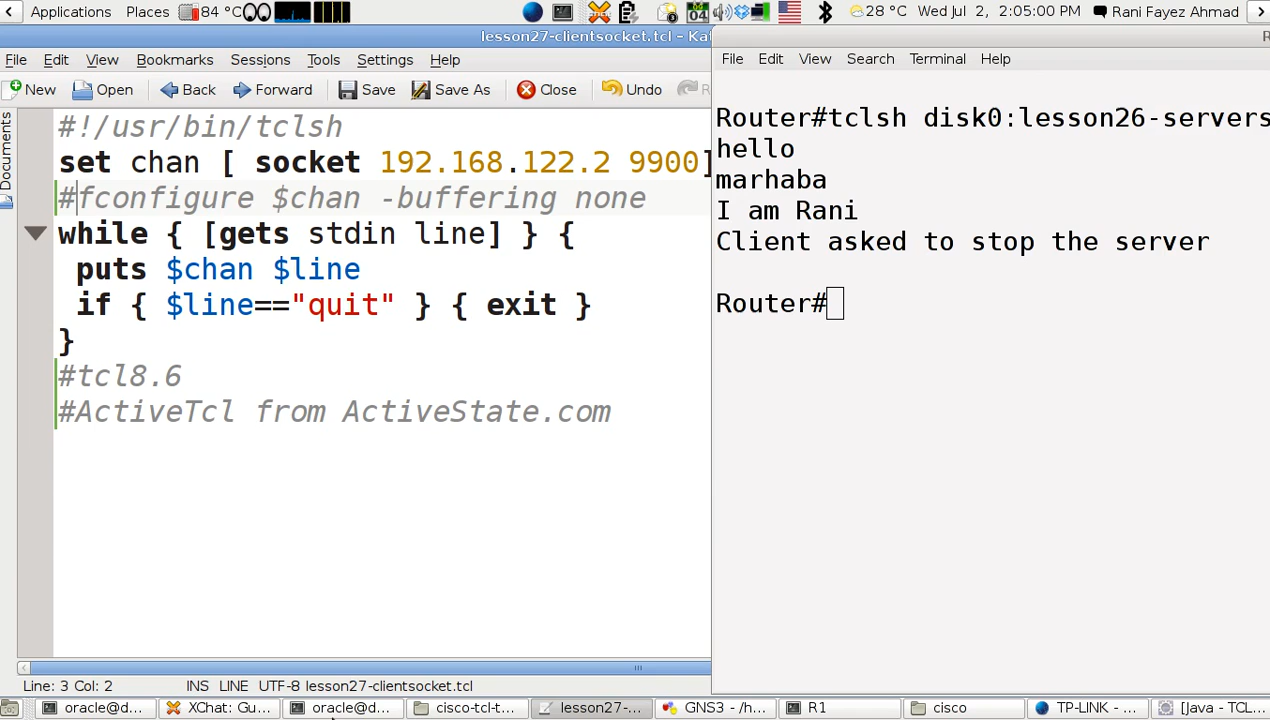 Applications Places 84 °C 04 28 °C Wed Jul 2, 2:05:00 PM Rani Fayez Ahmad
lesson27-clientsocket.tcl - Kat
File Edit View Bookmarks Sessions Tools Settings Help
New Open Back Forward Save Save As Close Undo Re
Documents
#!/usr/bin/tclsh
set chan [ socket 192.168.122.2 9900]
#fconfigure $chan -buffering none
while { [gets stdin line] } {
puts $chan $line
if { $line=="quit" } { exit }
}
#tcl8.6
#ActiveTcl from ActiveState.com
Line: 3 Col: 2 INS LINE UTF-8 lesson27-clientsocket.tcl
File Edit View Search Terminal Help
Router#tclsh disk0:lesson26-servers
hello
marhaba
I am Rani
Client asked to stop the server
Router#
oracle@d... XChat: Gu... oracle@d... cisco-tcl-t... lesson27-... GNS3 - /h... R1 cisco TP-LINK - ... [Java - TCL...